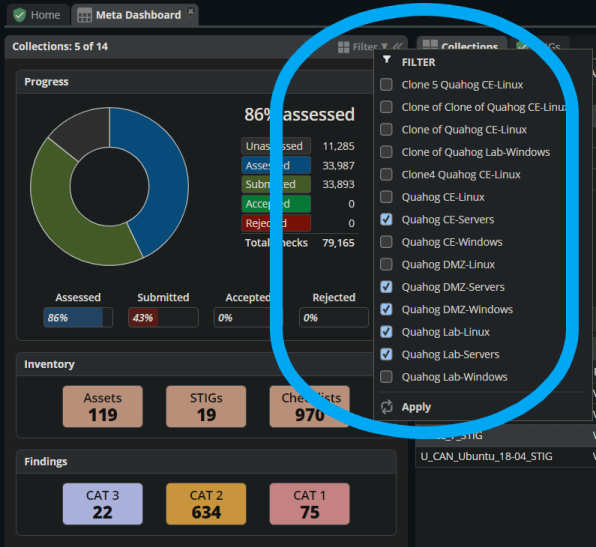 Home
Meta Dashboard
Collections: 5 of 14
Filter
Collections
Progress
86% assessed
Unassessed 11,285
Assessed 33,987
Submitted 33,893
Accepted 0
Rejected 0
Total Checks 79,165
Assessed Submitted Accepted Rejected
86% 43% 0% 0%
Inventory
Assets STIGs Checklists
119 19 970
Findings
CAT 3 CAT 2 CAT 1
22 634 75
FILTER
Clone 5 Quahog CE-Linux
Clone of Clone of Quahog CE-Linux
Clone of Quahog CE-Linux
Clone of Quahog Lab-Windows
Clone4 Quahog CE-Linux
Quahog CE-Linux
Quahog CE-Servers
Quahog CE-Windows
Quahog DMZ-Linux
Quahog DMZ-Servers
Quahog DMZ-Windows
Quahog Lab-Linux
Quahog Lab-Servers
Quahog Lab-Windows
Apply
U_CAN_Ubuntu_18-04_STIG